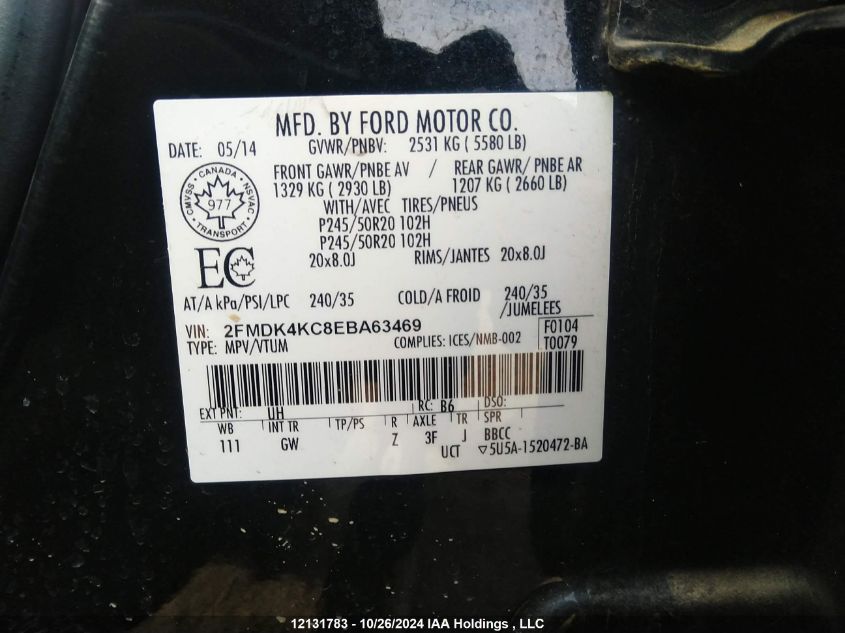 MFD. BY FORD MOTOR CO.
DATE: 05/14 GVWR/PNBV: 2531 KG ( 5580 LB)
FRONT GAWR/PNBE AV / REAR GAWR/ PNBE AR
1329 KG ( 2930 LB) 1207 KG ( 2660 LB)
CANADA
CMVSS NSVAC
977
TRANSPORT
WITH/AVEC TIRES/PNEUS
P245/50R20 102H
P245/50R20 102H
EC
20x8.0J RIMS/JANTES 20x8.0J
AT/A kPa/PSI/LPC 240/35 COLD/A FROID 240/35
/JUMELEES
VIN: 2FMDK4KC8EBA63469 F0104
TYPE: MPV/VTUM COMPLIES: ICES/NMB-002 T0079
EXT PNT: UH RC: B6 DSO:
WB INT TR TP/PS R AXLE TR SPR
111 GW Z 3F J BBCC
UCT ▽5U5A-1520472-BA
12131783 - 10/26/2024 IAA Holdings , LLC